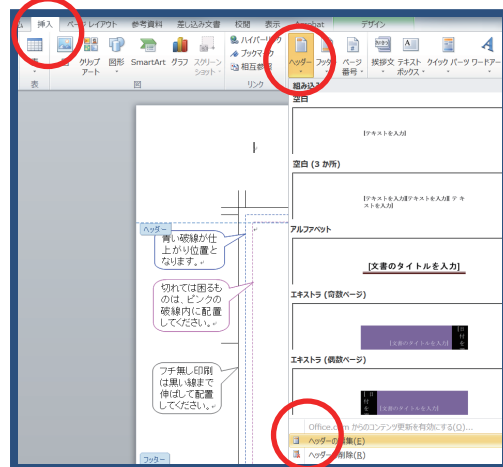 挿入 ページ レイアウト 参考資料 差し込み文書 校閲 表示 Acrobat デザイン
表 図 クリップ アート 図形 SmartArt グラフ スクリーン ショット
ハイパーリンク
ブックマーク
相互参照
ヘッダー フッター ページ 番号 挨拶文 テキスト ボックス クイック パーツ ワードアー
表 図 リンク
組み込み
空白
[テキストを入力]
空白 (3 か所)
[テキストを入力][テキストを入力][テキ
ストを入力]
アルファベット
[文書のタイトルを入力]
エキストラ (奇数ページ)
[文書のタイトルを入力]
[日
付
を
エキストラ (偶数ページ)
[日
付
を
[文書のタイトルを入力]
Office.com からのコンテンツ更新を有効にする(O)...
ヘッダーの編集(E)
ヘッダーの削除(R)
ヘッダー
青い破線が仕
上がり位置と
なります。
切れては困るも
のは、ピンクの
破線内に配置
してください。
フチ無し印刷
は黒い線まで
伸ばして配置
してください。
フッター